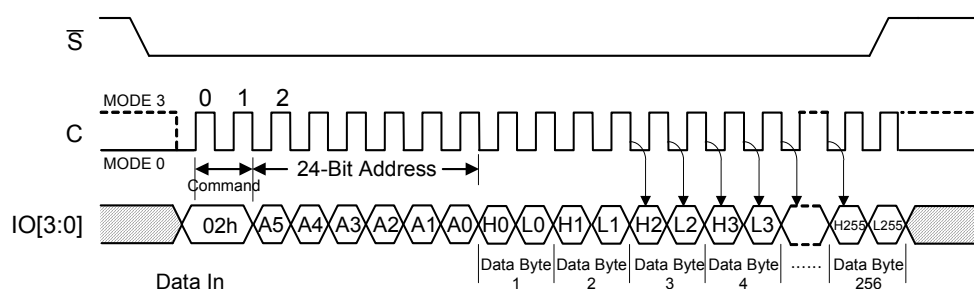 S
MODE 3
0 1 2
C
MODE 0
Command
24-Bit Address
IO[3:0]
02h A5 A4 A3 A2 A1 A0 H0 L0 H1 L1 H2 L2 H3 L3 H255 L255
Data In
Data Byte 1
Data Byte 2
Data Byte 3
Data Byte 4
......
Data Byte 256